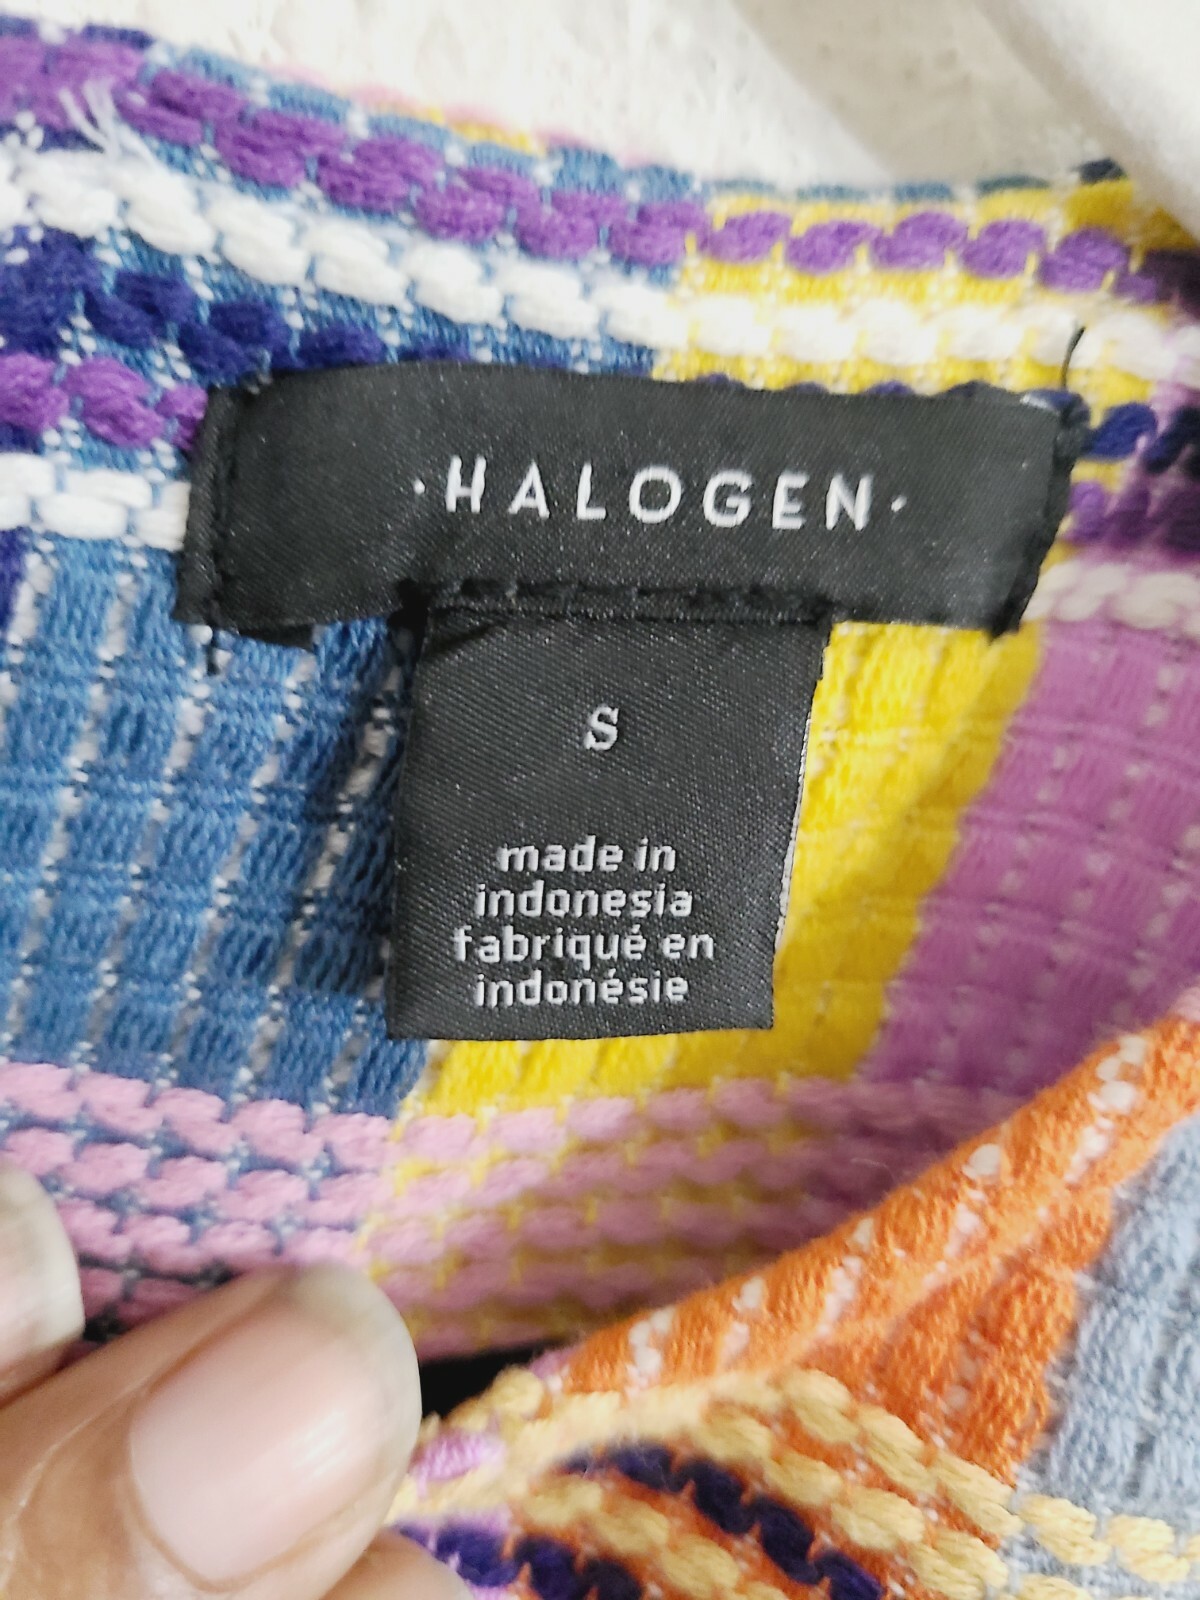 ·HALOGEN·
S
made in
indonesia
fabriqué en
indonésie